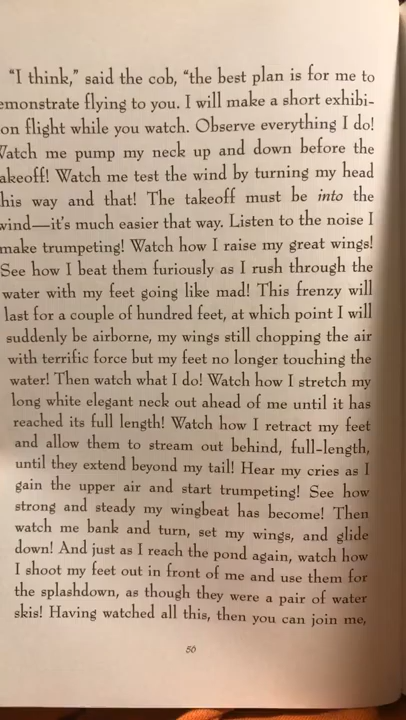 “I think,” said the cob, “the best plan is for me to
emonstrate flying to you. I will make a short exhibi-
on flight while you watch. Observe everything I do!
Watch me pump my neck up and down before the
akeoff! Watch me test the wind by turning my head
his way and that! The takeoff must be into the
wind—it’s much easier that way. Listen to the noise I
make trumpeting! Watch how I raise my great wings!
See how I beat them furiously as I rush through the
water with my feet going like mad! This frenzy will
last for a couple of hundred feet, at which point I will
suddenly be airborne, my wings still chopping the air
with terrific force but my feet no longer touching the
water! Then watch what I do! Watch how I stretch my
long white elegant neck out ahead of me until it has
reached its full length! Watch how I retract my feet
and allow them to stream out behind, full-length,
until they extend beyond my tail! Hear my cries as I
gain the upper air and start trumpeting! See how
strong and steady my wingbeat has become! Then
watch me bank and turn, set my wings, and glide
down! And just as I reach the pond again, watch how
I shoot my feet out in front of me and use them for
the splashdown, as though they were a pair of water
skis! Having watched all this, then you can join me,
50